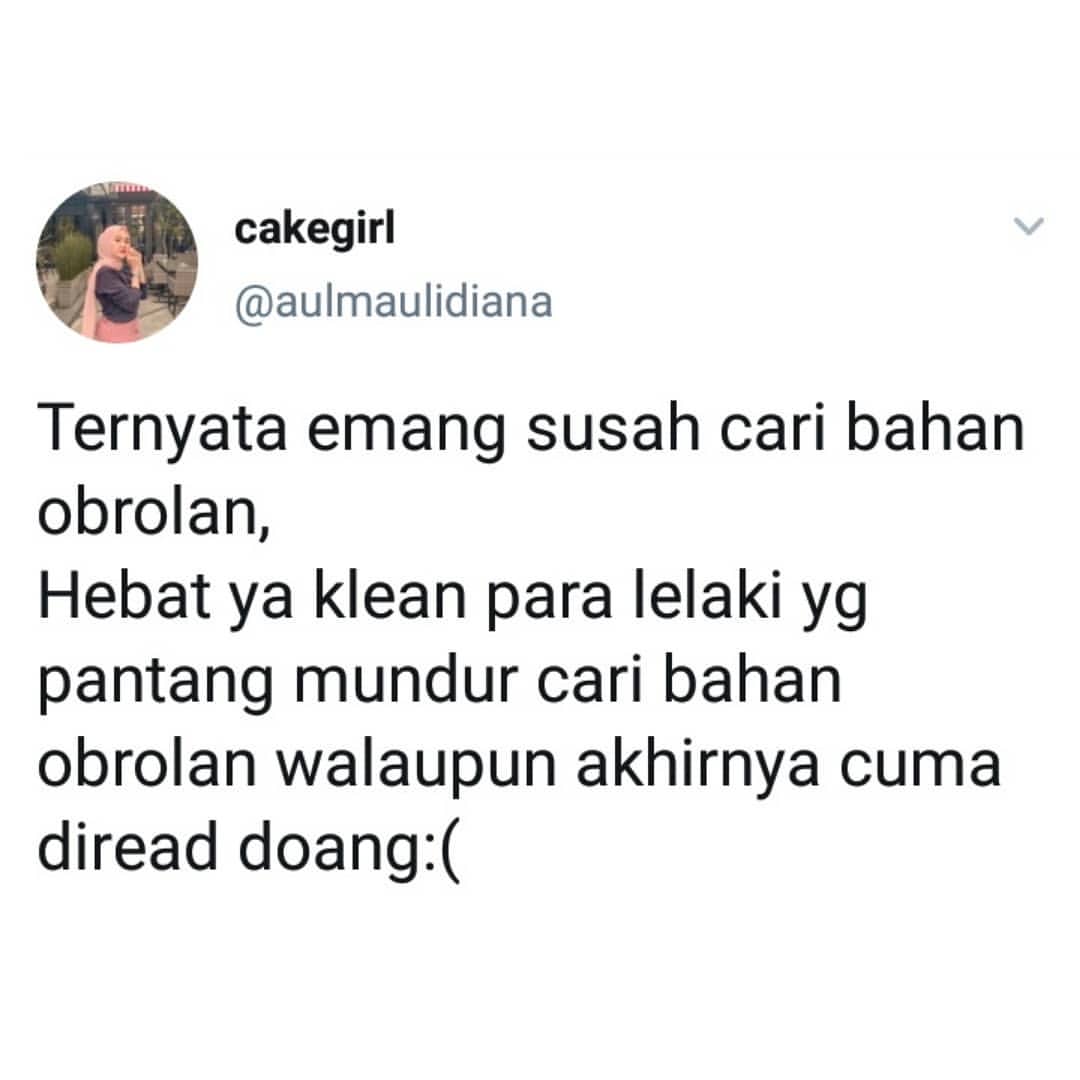 cakegirl
@aulmaulidiana
Ternyata emang susah cari bahan
obrolan,
Hebat ya klean para lelaki yg
pantang mundur cari bahan
obrolan walaupun akhirnya cuma
diread doang:(